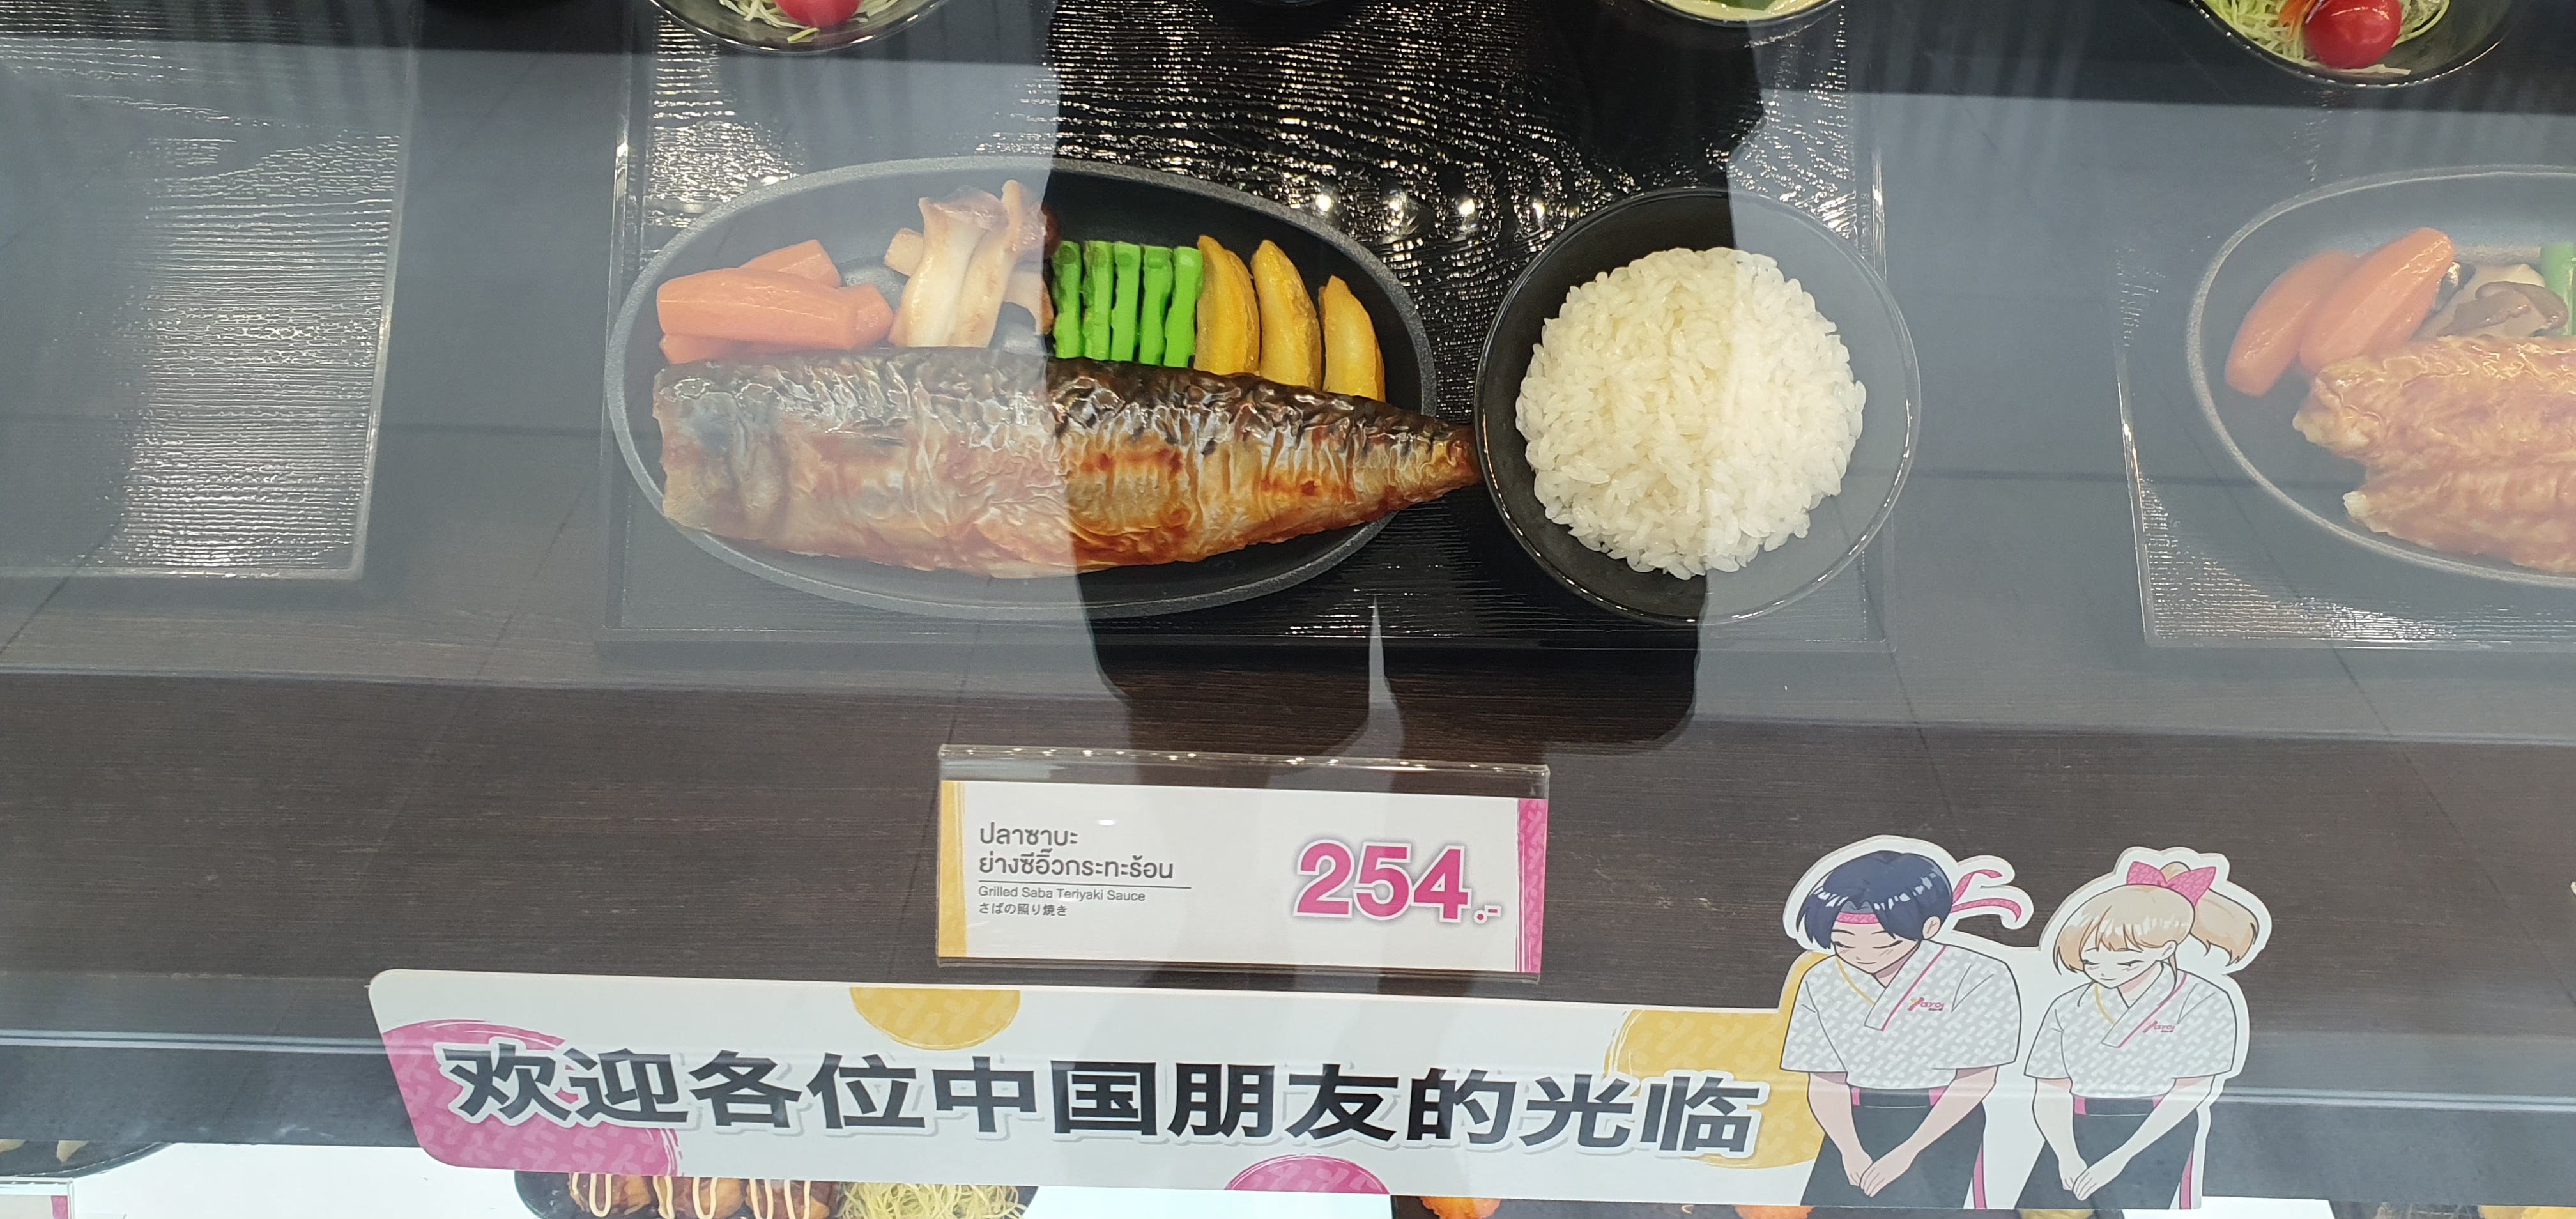 ปลาซาบะ
ย่างซีอิ๊วกระทะร้อน
Grilled Saba Teriyaki Sauce
さばの照り焼き
254.-
欢迎各位中国朋友的光临